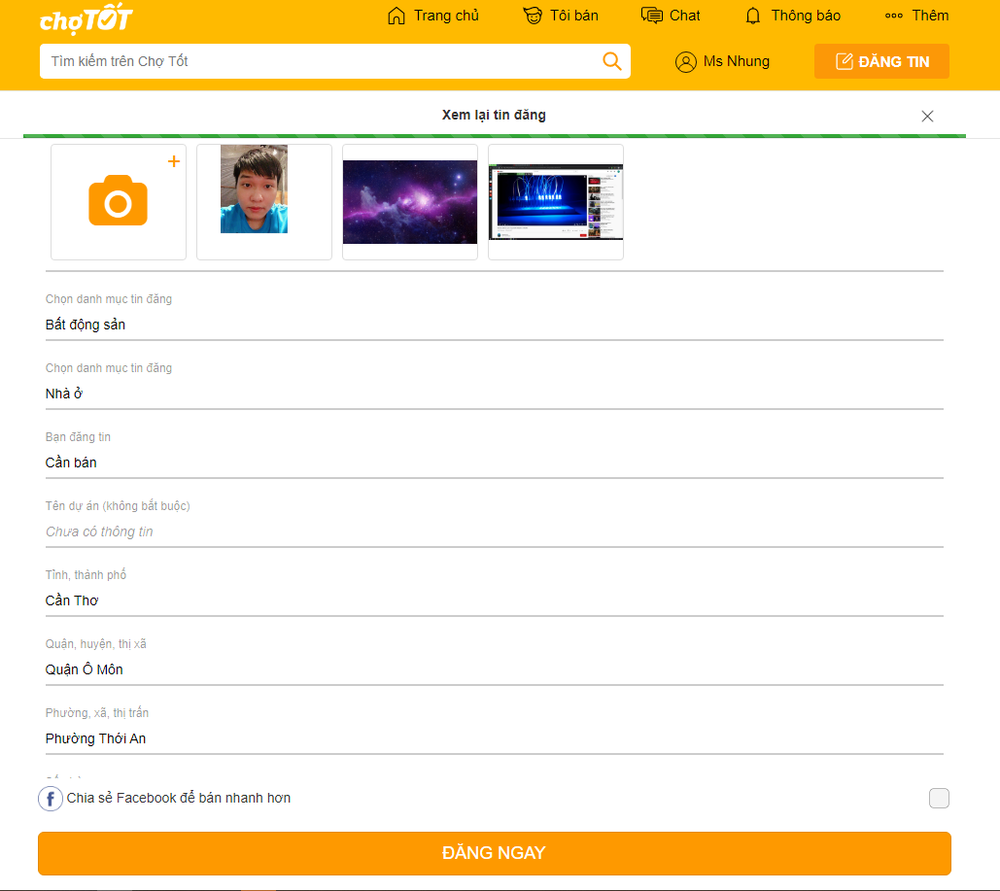 chợTỐT
Trang chủ
Tôi bán
Chat
Thông báo
Thêm
Tìm kiếm trên Chợ Tốt
Ms Nhung
ĐĂNG TIN
Xem lại tin đăng
Chọn danh mục tin đăng
Bất động sản
Chọn danh mục tin đăng
Nhà ở
Bạn đăng tin
Cần bán
Tên dự án (không bắt buộc)
Chưa có thông tin
Tỉnh, thành phố
Cần Thơ
Quận, huyện, thị xã
Quận Ô Môn
Phường, xã, thị trấn
Phường Thới An
Chia sẻ Facebook để bán nhanh hơn
ĐĂNG NGAY